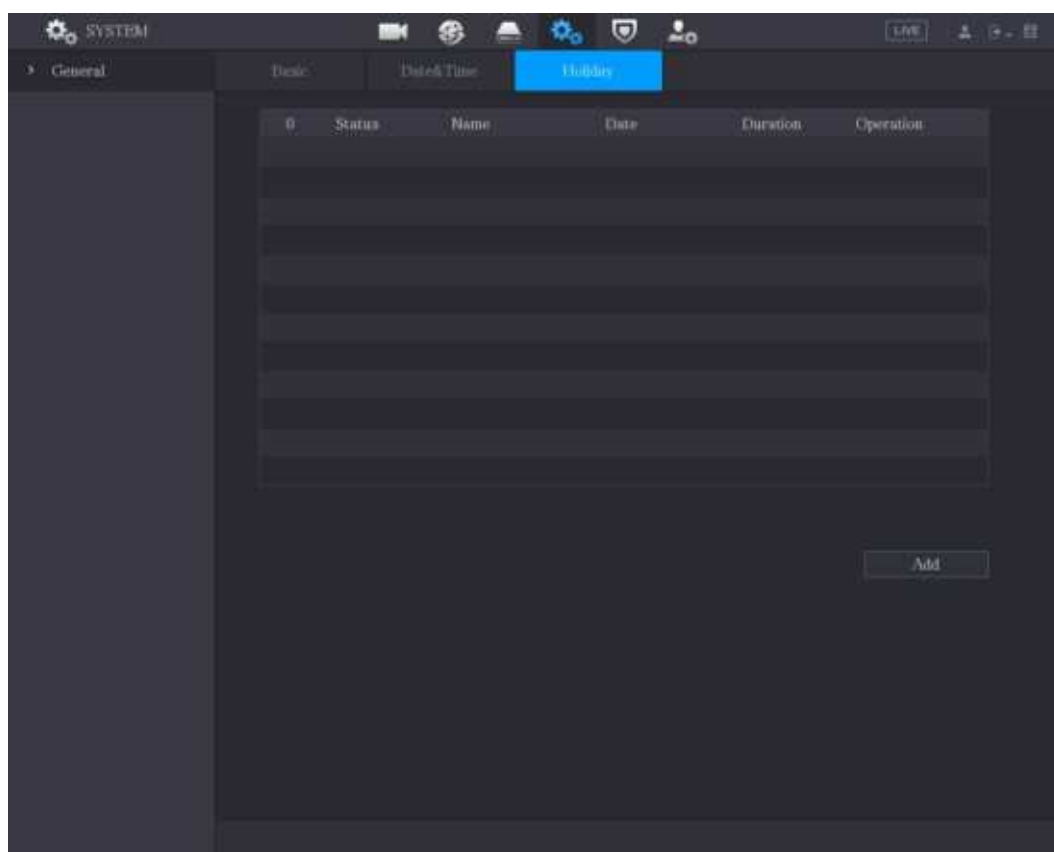 SYSTEM
LIVE
General
Basic
Date&Time
Holiday
0 Status Name Date Duration Operation
Add